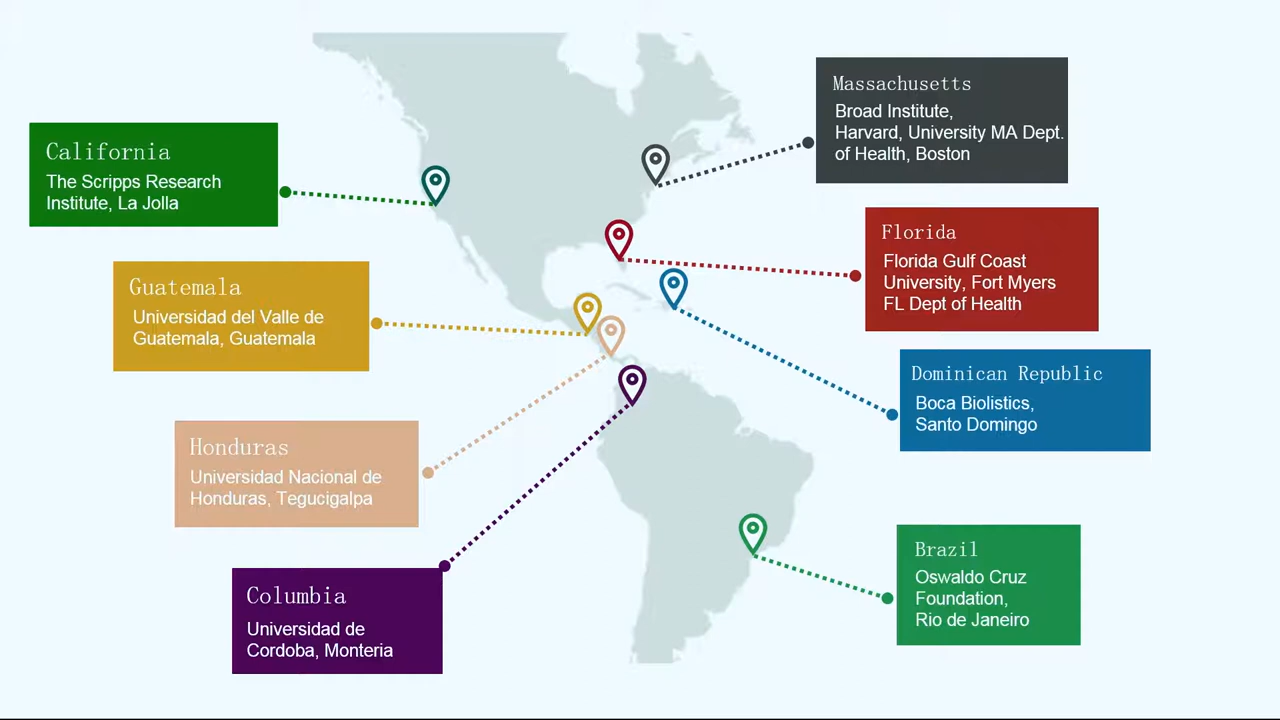 California
The Scripps Research
Institute, La Jolla
Guatemala
Universidad del Valle de
Guatemala, Guatemala
Honduras
Universidad Nacional de
Honduras, Tegucigalpa
Columbia
Universidad de
Cordoba, Monteria
Massachusetts
Broad Institute,
Harvard, University MA Dept.
of Health, Boston
Florida
Florida Gulf Coast
University, Fort Myers
FL Dept of Health
Dominican Republic
Boca Biolistics,
Santo Domingo
Brazil
Oswaldo Cruz
Foundation,
Rio de Janeiro